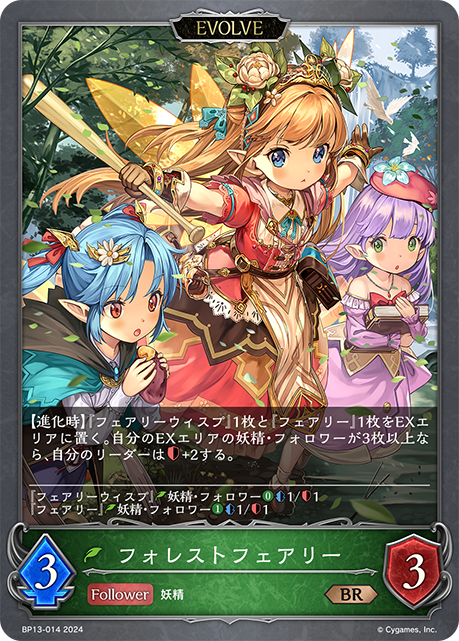 EVOLVE
【進化時】『フェアリーウィスプ』1枚と『フェアリー』1枚をEXエ
リアに置く。自分のEXエリアの妖精・フォロワーが3枚以上な
ら、自分のリーダーは+2する。
『フェアリーウィスプ』妖精・フォロワー 0 1/1
『フェアリー』妖精・フォロワー 1 1/1
フォレストフェアリー
3
Follower 妖精
BR
3
BP13-014 2024
© Cygames, Inc.